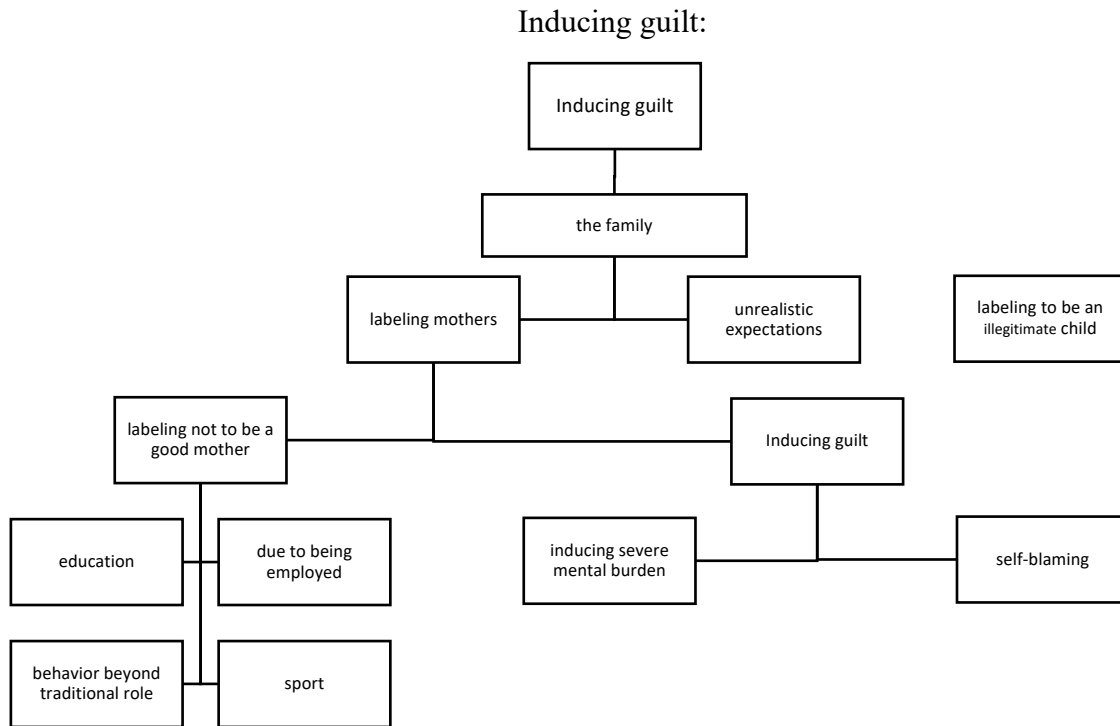 Inducing guilt:
Inducing guilt
the family
labeling mothers
unrealistic
expectations
labeling to be an
illegitimate child
labeling not to be a
good mother
Inducing guilt
education
due to being
employed
inducing severe
mental burden
self-blaming
behavior beyond
traditional role
sport